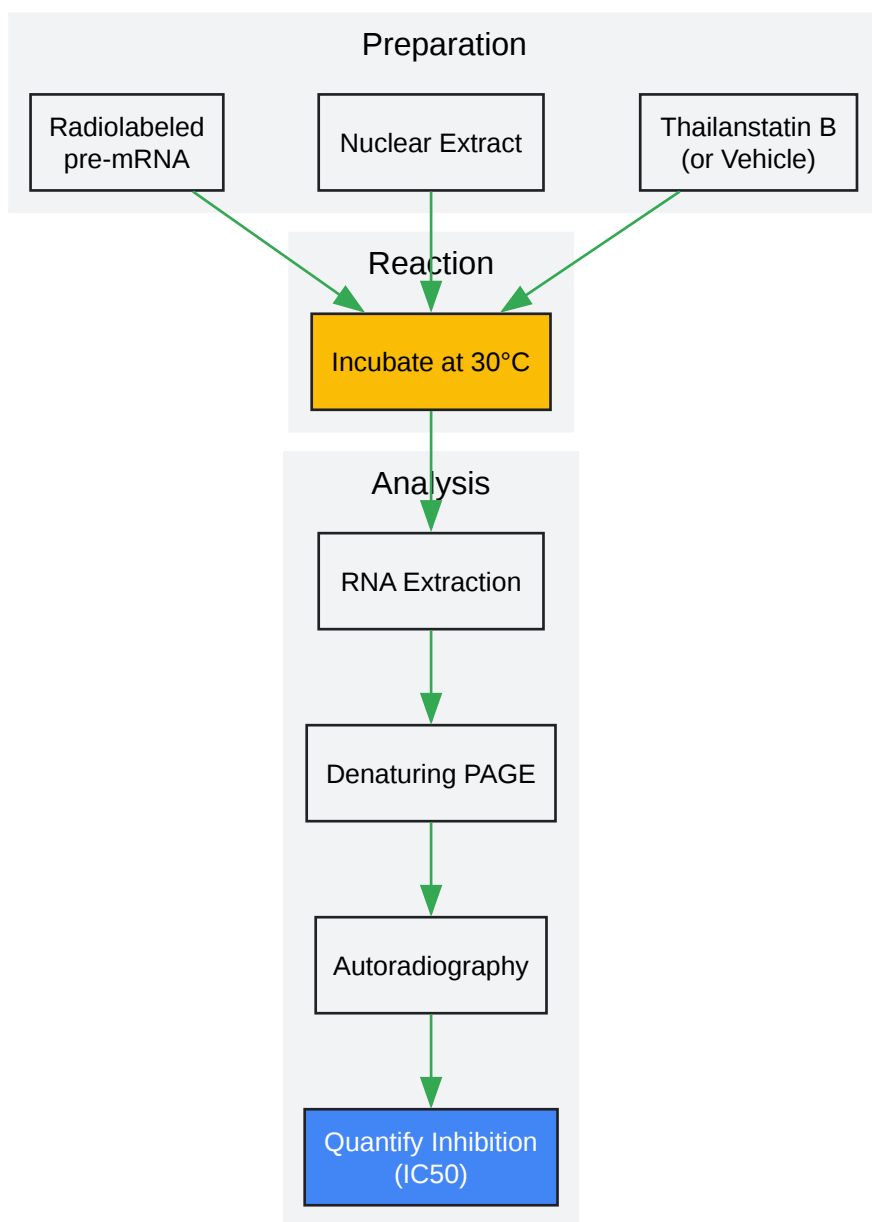 Preparation
Radiolabeled
pre-mRNA
Nuclear Extract
Thailanstatin B
(or Vehicle)
Reaction
Incubate at 30°C
Analysis
RNA Extraction
Denaturing PAGE
Autoradiography
Quantify Inhibition
(IC50)